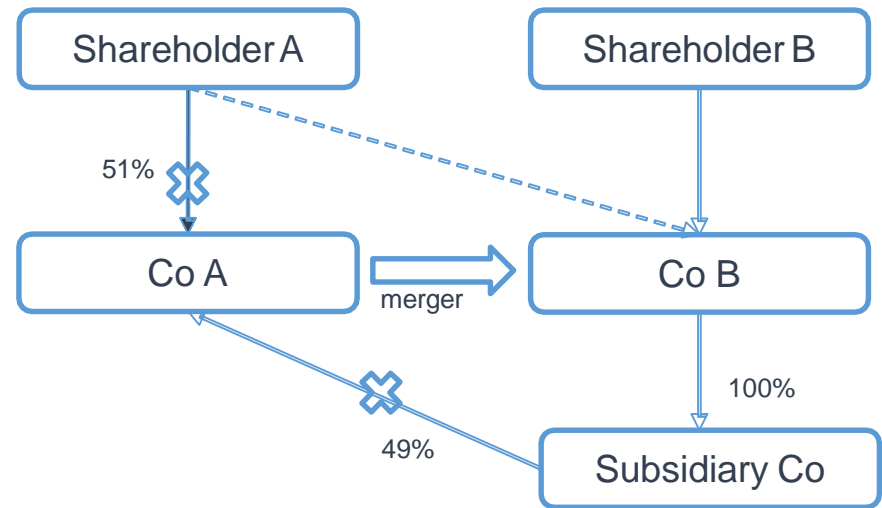 Shareholder A
Shareholder B
51%
Co A
merger
Co B
100%
49%
Subsidiary Co